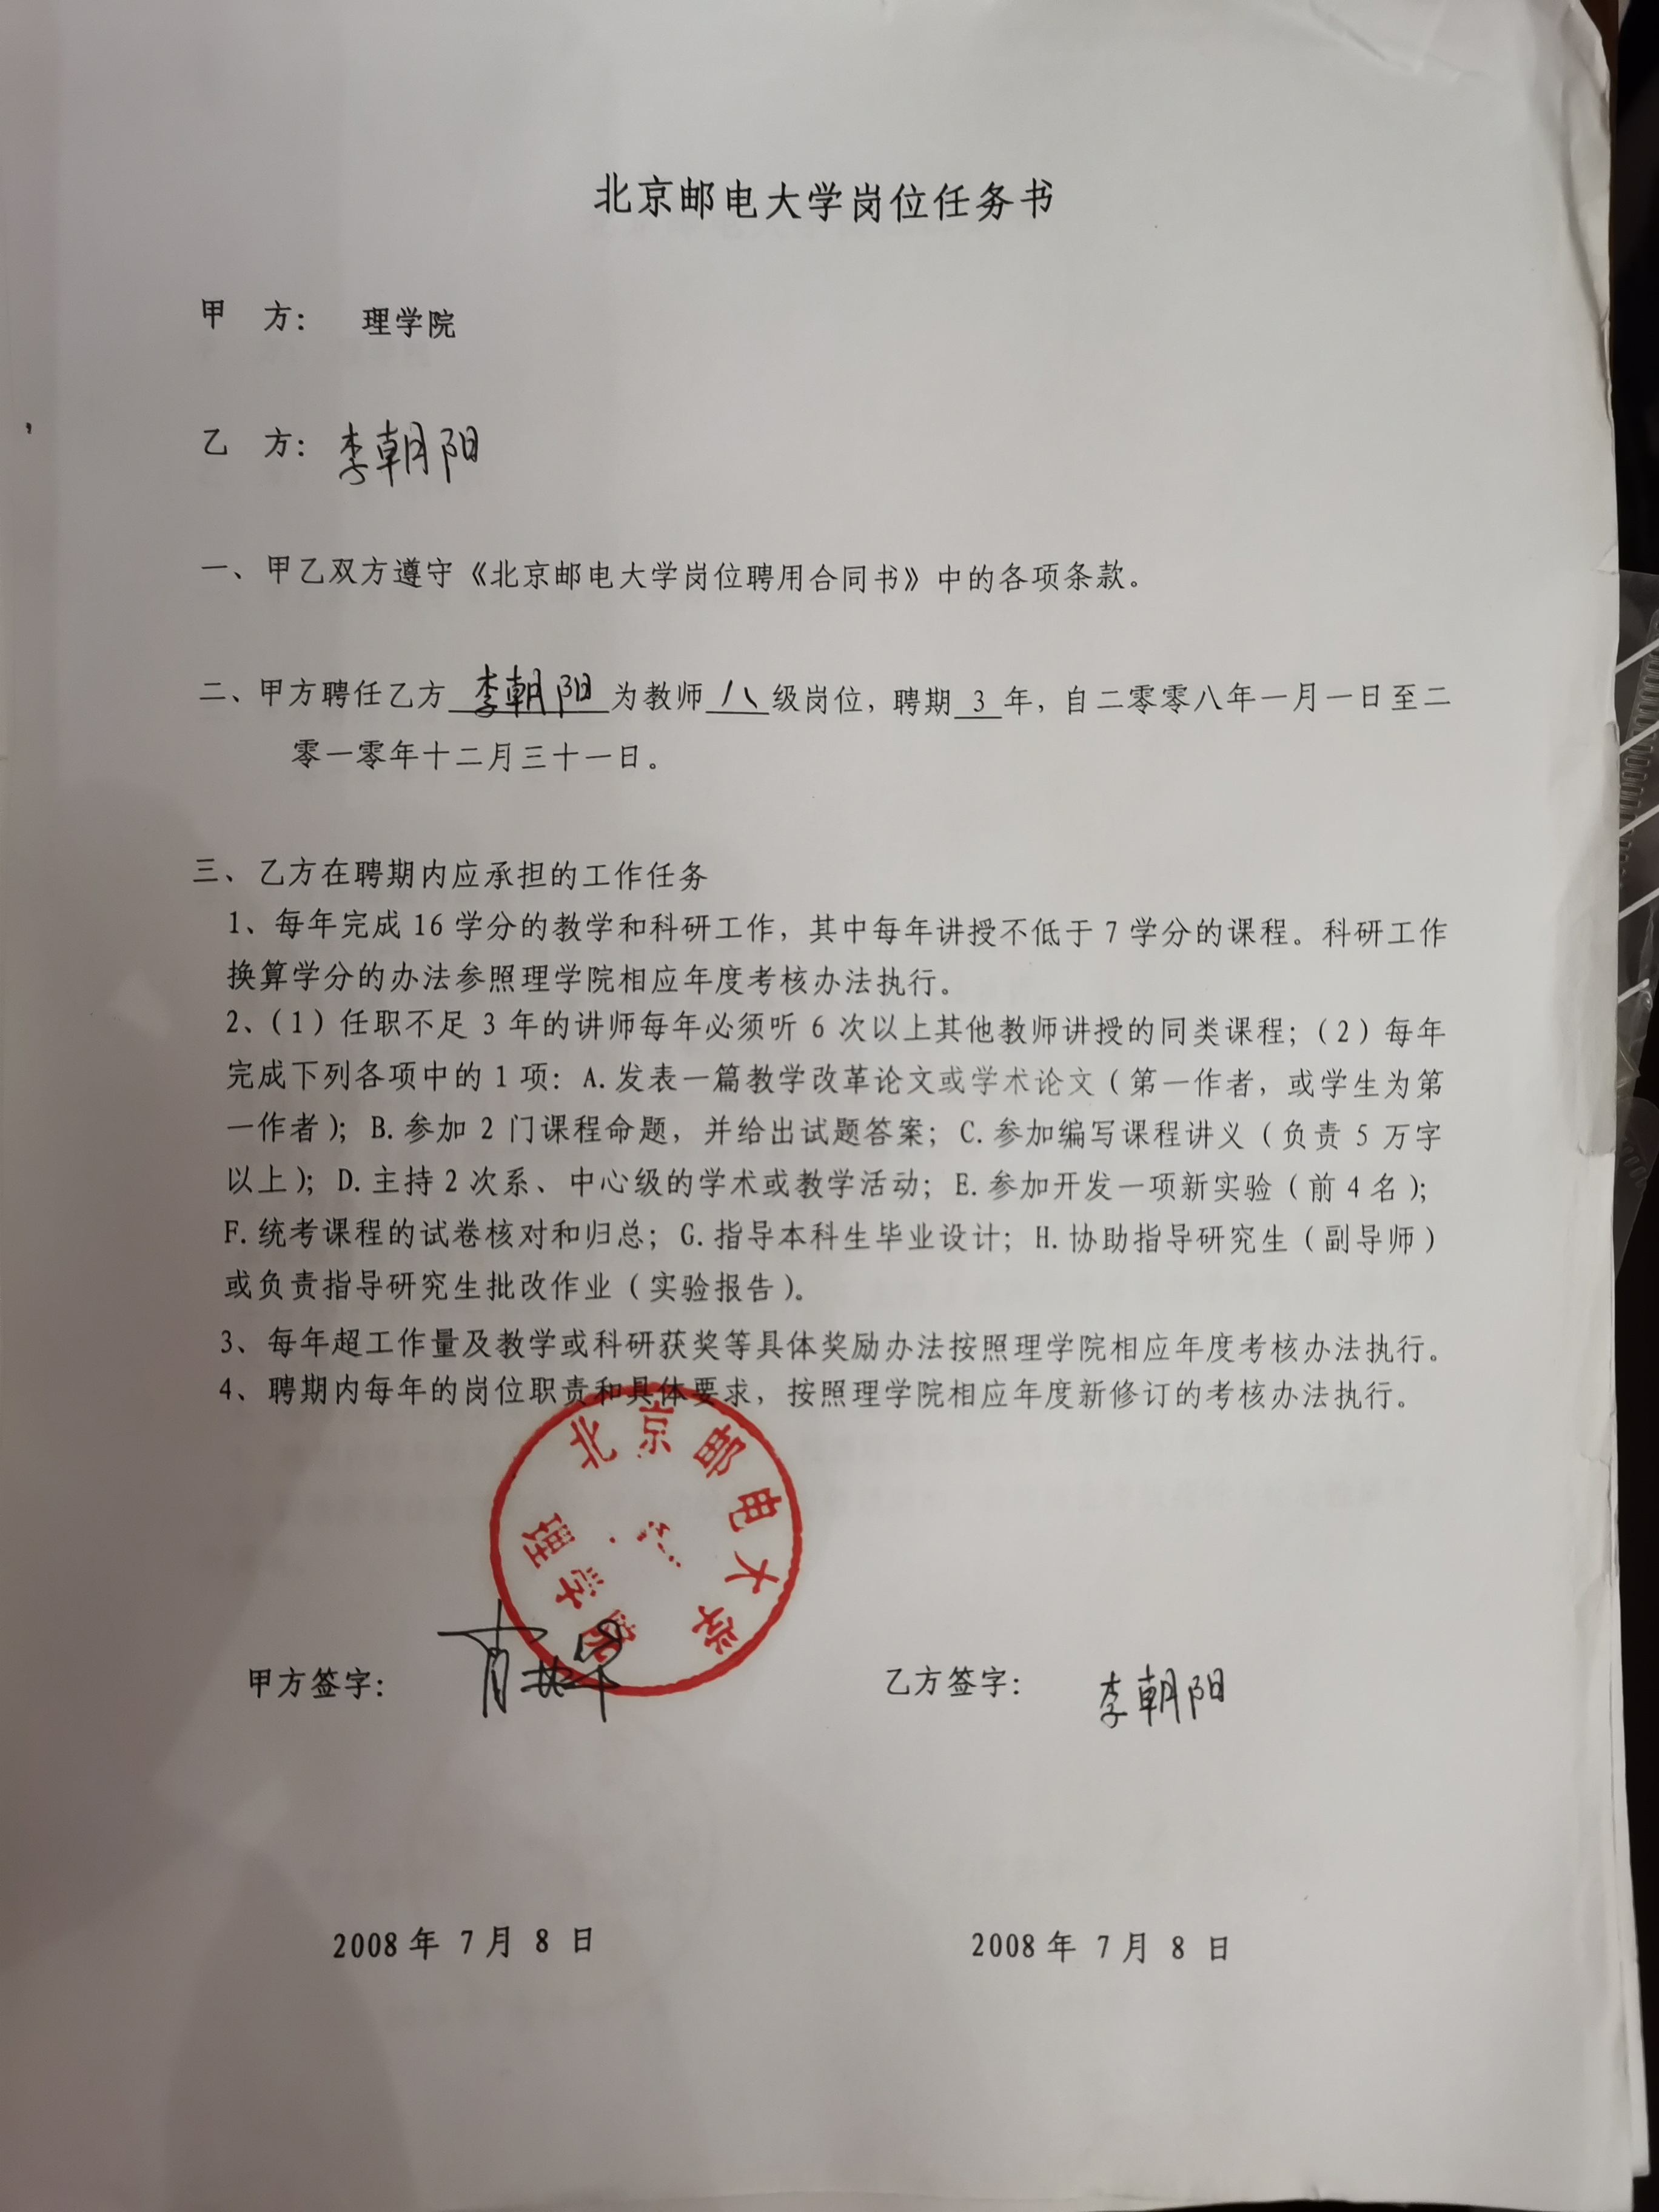 北京邮电大学岗位任务书
甲 方： 理学院
乙 方：李朝阳
一、甲乙双方遵守《北京邮电大学岗位聘用合同书》中的各项条款。
二、甲方聘任乙方 李朝阳 为教师 八 级岗位，聘期 3 年，自二零零八年一月一日至二
零一零年十二月三十一日。
三、乙方在聘期内应承担的工作任务
1、每年完成 16 学分的教学和科研工作，其中每年讲授不低于 7 学分的课程。科研工作
换算学分的办法参照理学院相应年度考核办法执行。
2、（1）任职不足 3 年的讲师每年必须听 6 次以上其他教师讲授的同类课程；（2）每年
完成下列各项中的 1 项：A.发表一篇教学改革论文或学术论文（第一作者，或学生为第
一作者）；B.参加 2 门课程命题，并给出试题答案；C.参加编写课程讲义（负责 5 万字
以上）；D.主持 2 次系、中心级的学术或教学活动；E.参加开发一项新实验（前 4 名）；
F.统考课程的试卷核对和归总；G.指导本科生毕业设计；H.协助指导研究生（副导师）
或负责指导研究生批改作业（实验报告）。
3、每年超工作量及教学或科研获奖等具体奖励办法按照理学院相应年度考核办法执行。
4、聘期内每年的岗位职责和具体要求，按照理学院相应年度新修订的考核办法执行。
北京邮电大学
理学院
甲方签字：
乙方签字： 李朝阳
2008 年 7 月 8 日
2008 年 7 月 8 日